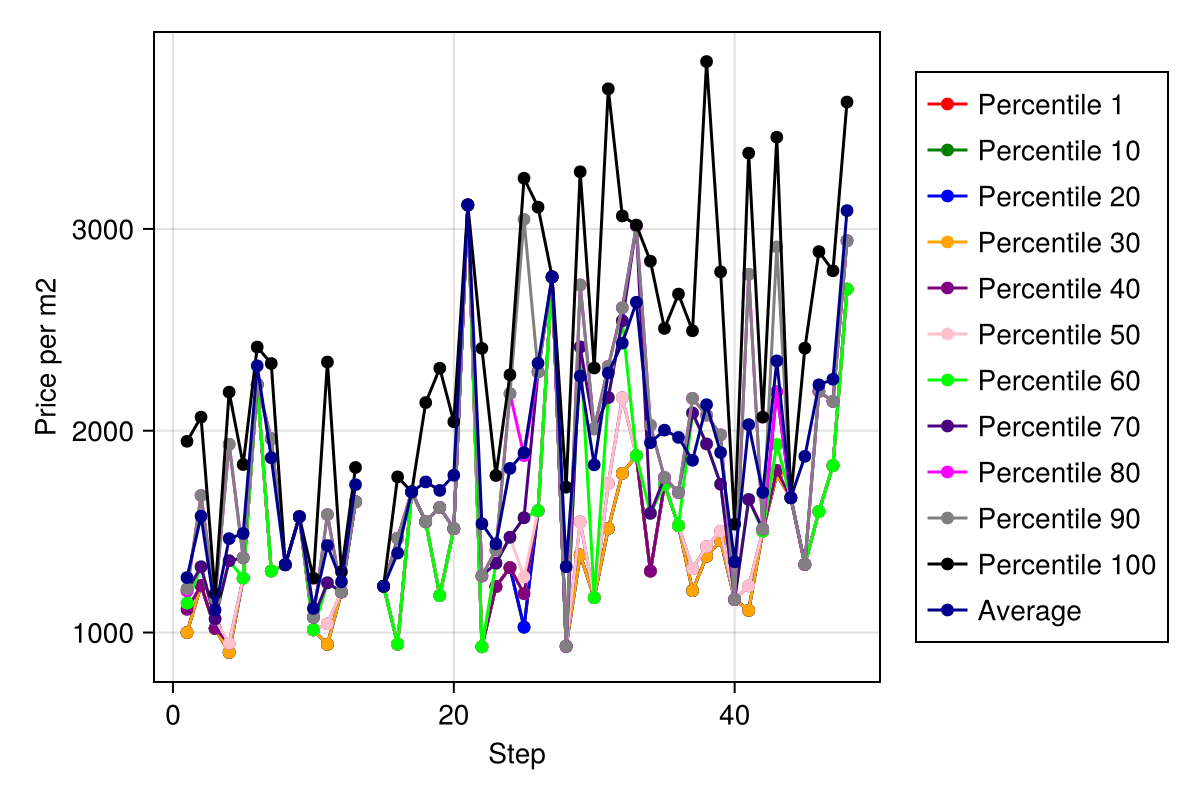 3000
2000
1000
Price per m2
0
20
40
Step
Percentile 1
Percentile 10
Percentile 20
Percentile 30
Percentile 40
Percentile 50
Percentile 60
Percentile 70
Percentile 80
Percentile 90
Percentile 100
Average